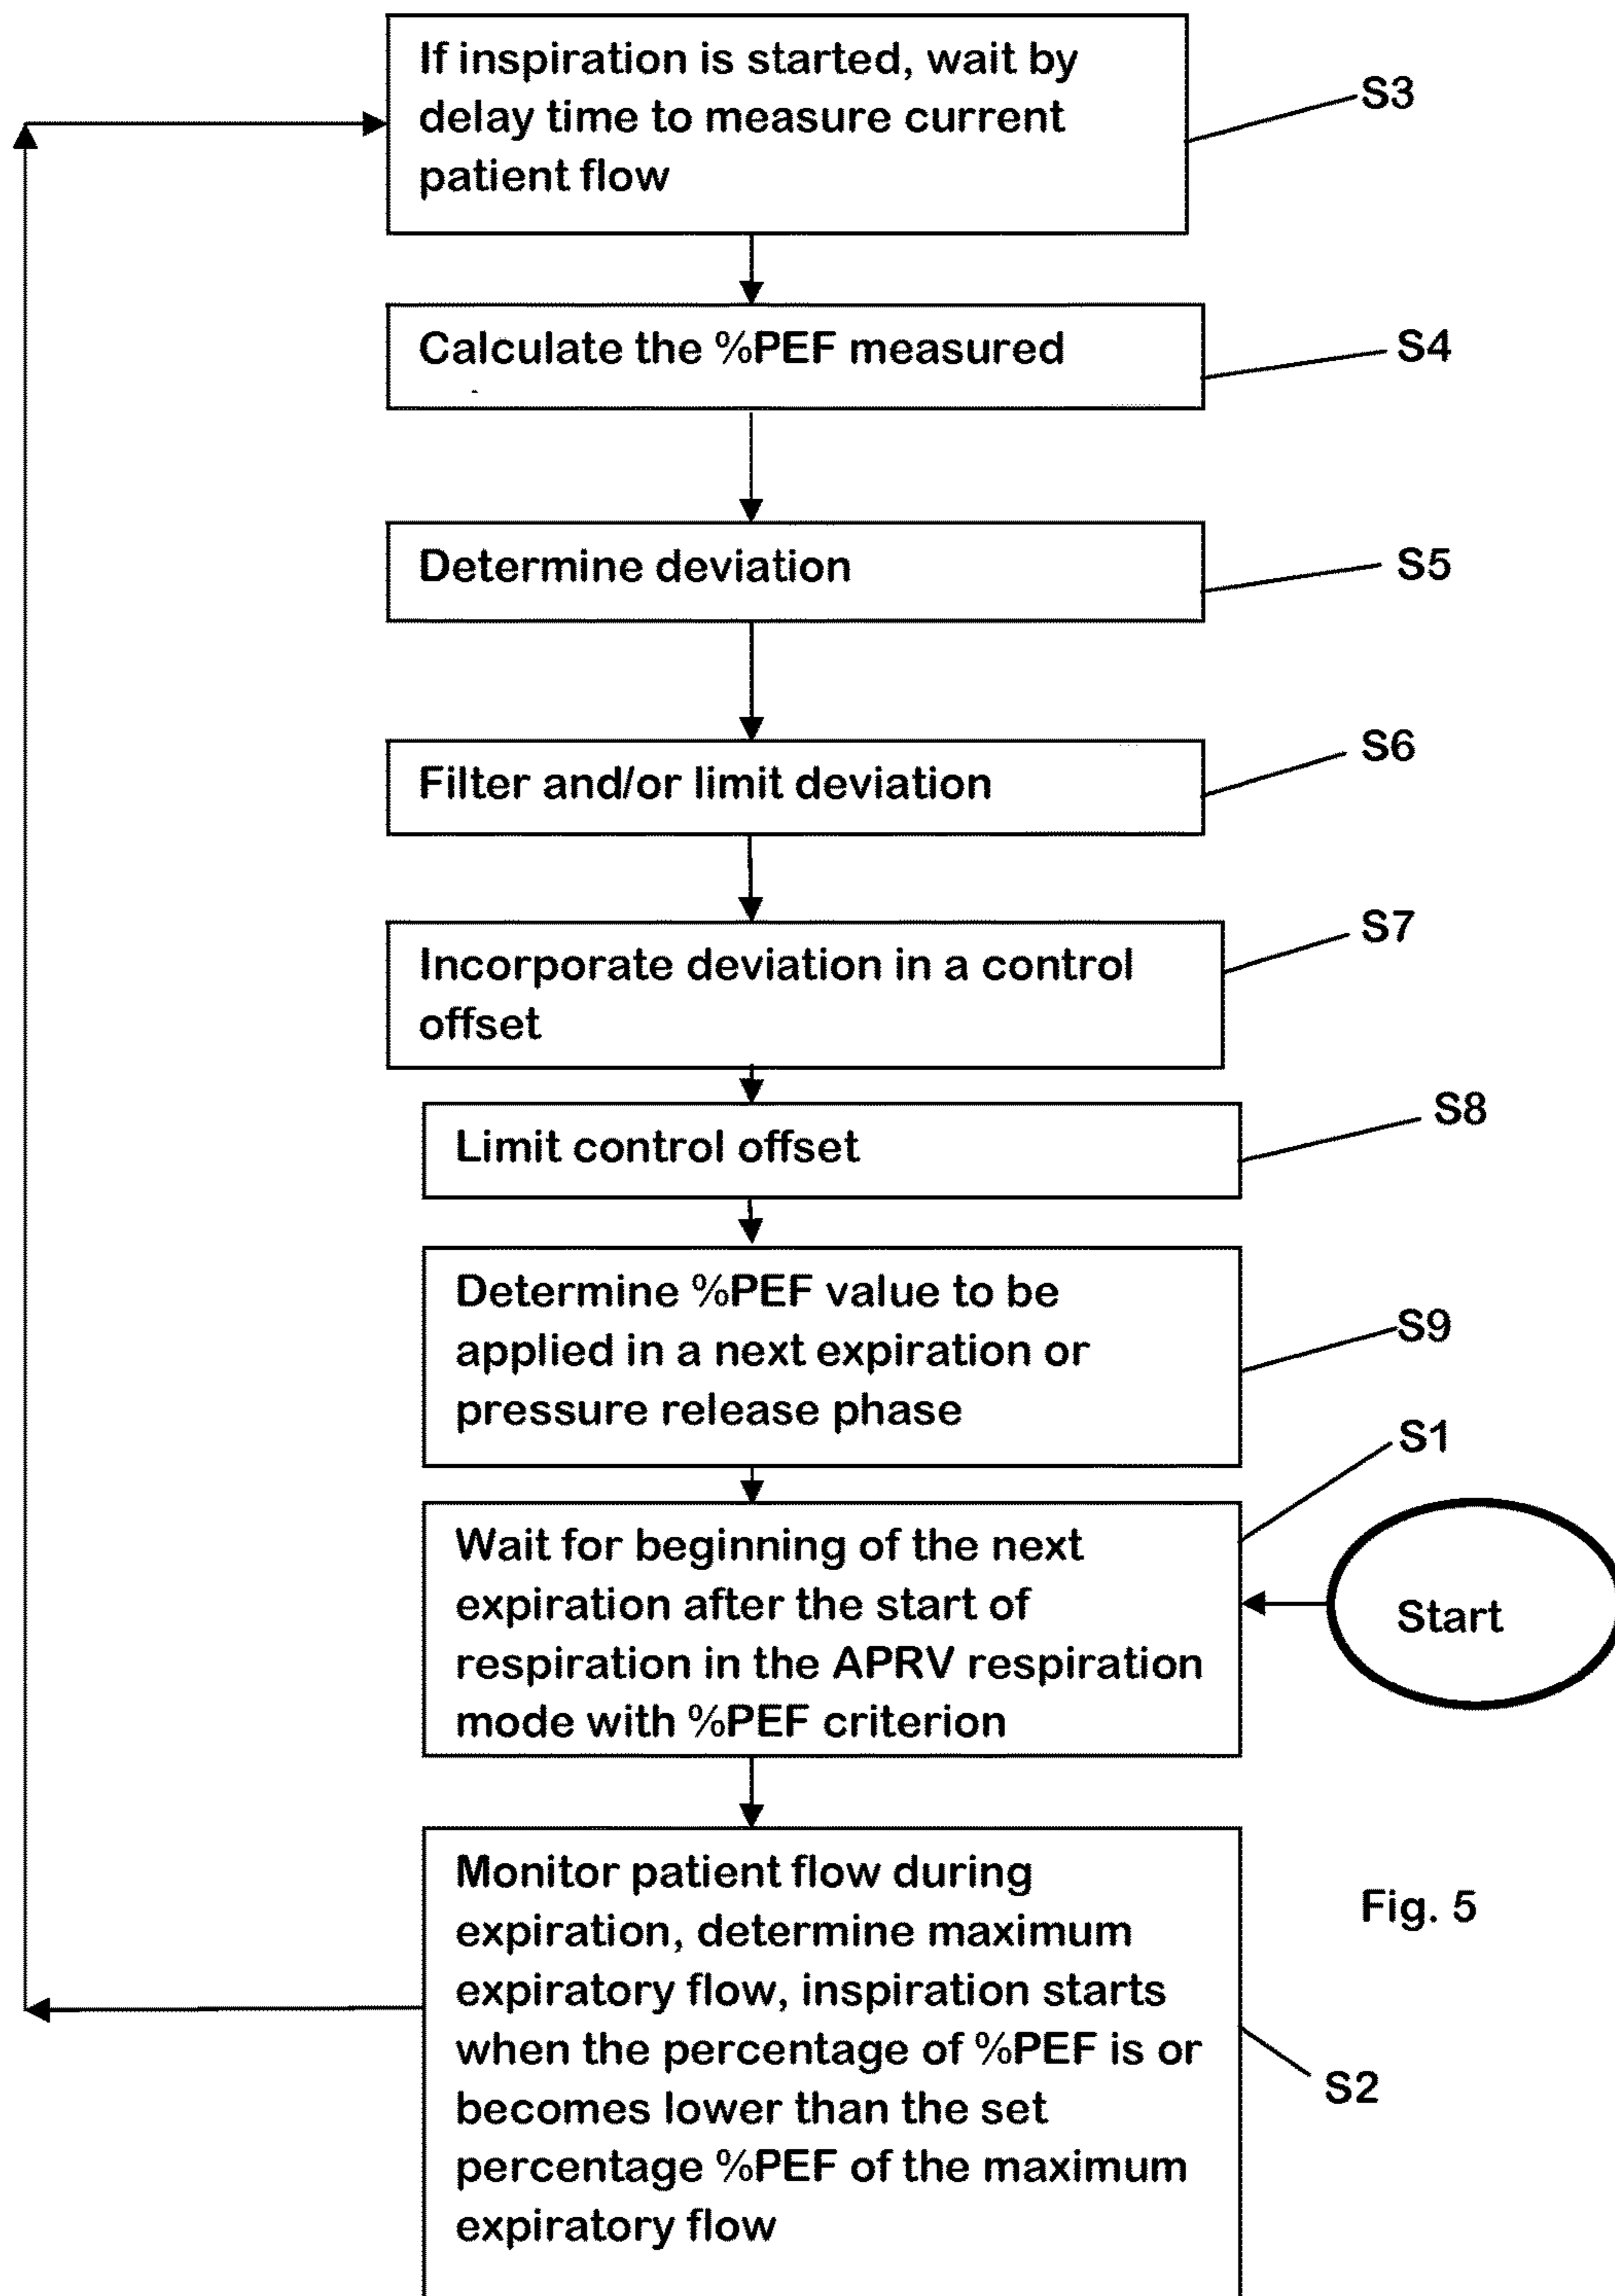 If inspiration is started, wait by
delay time to measure current
patient flow
S3
Calculate the %PEF measured
S4
Determine deviation
S5
Filter and/or limit deviation
S6
Incorporate deviation in a control
offset
S7
Limit control offset
S8
Determine %PEF value to be
applied in a next expiration or
pressure release phase
S9
Wait for beginning of the next
expiration after the start of
respiration in the APRV respiration
mode with %PEF criterion
S1
Start
Monitor patient flow during
expiration, determine maximum
expiratory flow, inspiration starts
when the percentage of %PEF is or
becomes lower than the set
percentage %PEF of the maximum
expiratory flow
S2
Fig. 5